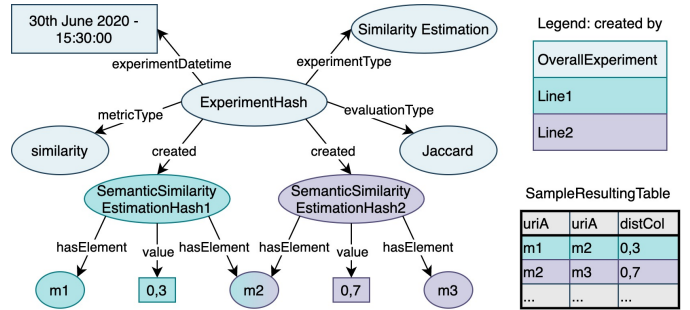 30th June 2020 -
15:30:00
Similarity Estimation
Legend: created by
experimentDatetime
experimentType
OverallExperiment
ExperimentHash
Line1
metricType
evaluationType
Line2
similarity
created
created
Jaccard
SemanticSimilarity
EstimationHash1
SemanticSimilarity
EstimationHash2
SampleResultingTable
uriA uriA distCol
hasElement
value
hasElement
hasElement
value
hasElement
m1 m2 0,3
m2 m3 0,7
... ... ...
m1
0,3
m2
0,7
m3